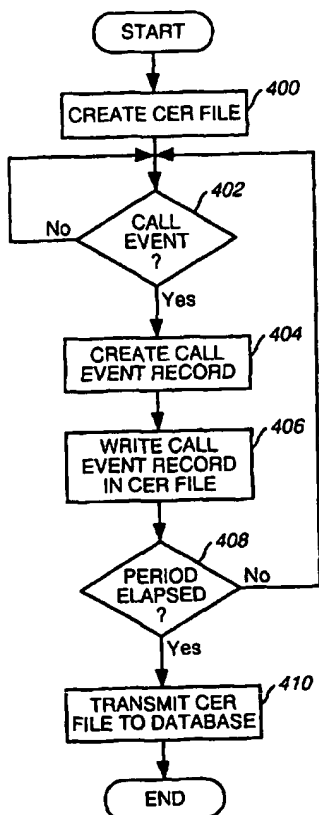 START
400
CREATE CER FILE
402
No
CALL
EVENT
?
Yes
404
CREATE CALL
EVENT RECORD
406
WRITE CALL
EVENT RECORD
IN CER FILE
408
PERIOD
ELAPSED
?
No
Yes
410
TRANSMIT CER
FILE TO DATABASE
END